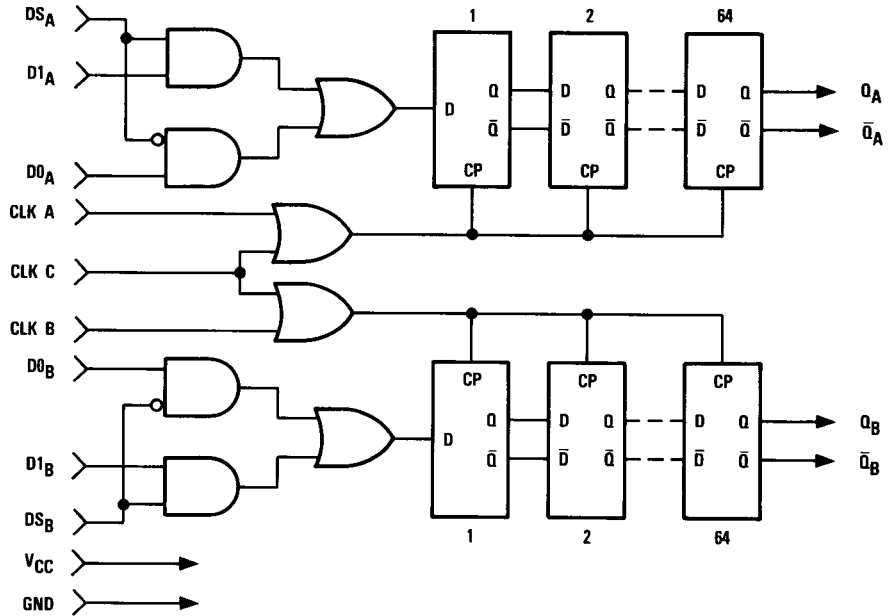 1 2 64
DS_A
D1_A
D Q D Q D Q Q_A
Q̅ D̅ Q̅ D̅ Q̅ Q̅_A
D0_A
CP CP CP
CLK A
CLK C
CLK B
D0_B
CP CP CP
D Q D Q D Q Q_B
Q̅ D̅ Q̅ D̅ Q̅ Q̅_B
D1_B
DS_B
1 2 64
V_CC
GND